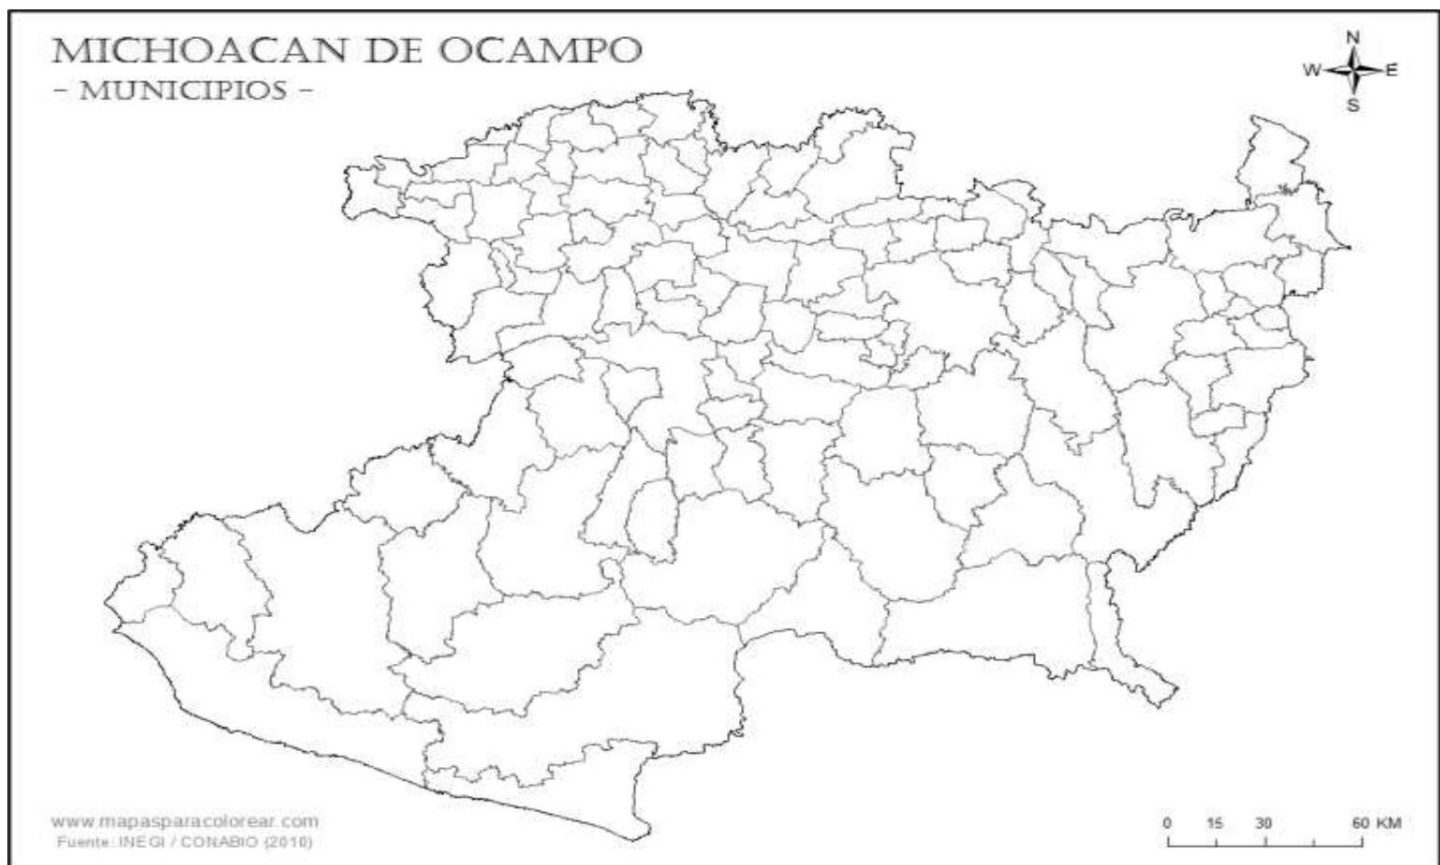 MICHOACAN DE OCAMPO
- MUNICIPIOS -
N
W E
S
www.mapasparacolorear.com
Fuente: INEGI / CONABIO (2010)
0 15 30 60 KM